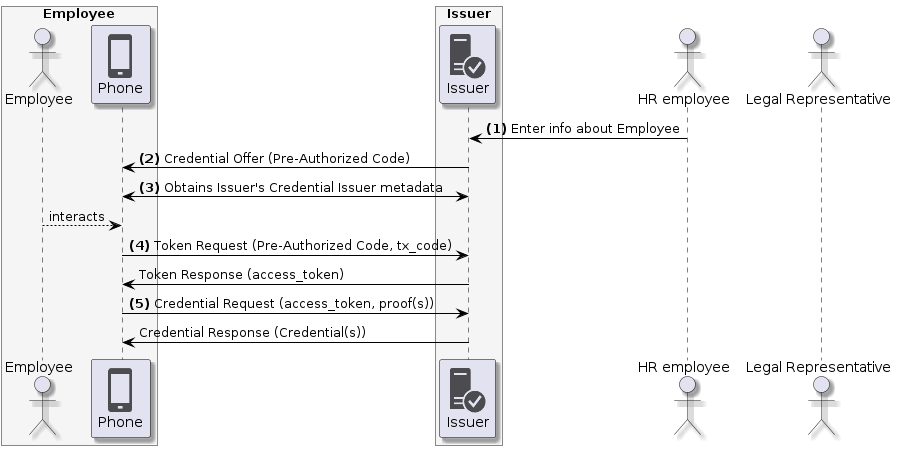 Employee
Issuer
Employee
Phone
Issuer
HR employee
Legal Representative
(1) Enter info about Employee
(2) Credential Offer (Pre-Authorized Code)
(3) Obtains Issuer's Credential Issuer metadata
interacts
(4) Token Request (Pre-Authorized Code, tx_code)
Token Response (access_token)
(5) Credential Request (access_token, proof(s))
Credential Response (Credential(s))
Employee
Phone
Issuer
HR employee
Legal Representative